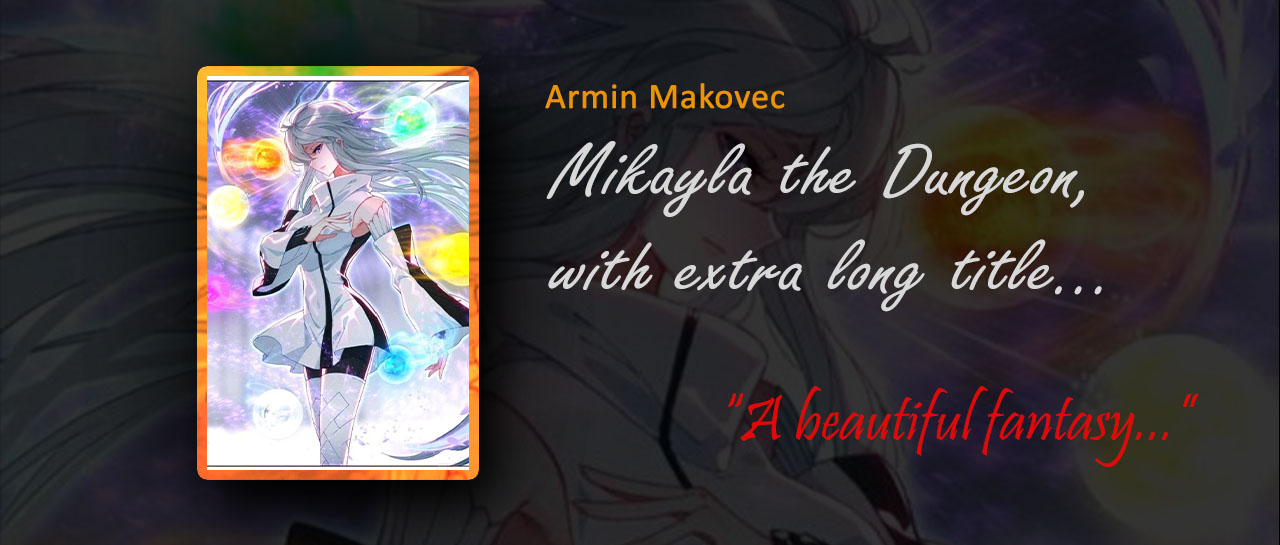 Armin Makovec
Mikayla the Dungeon,
with extra long title...
"A beautiful fantasy..."